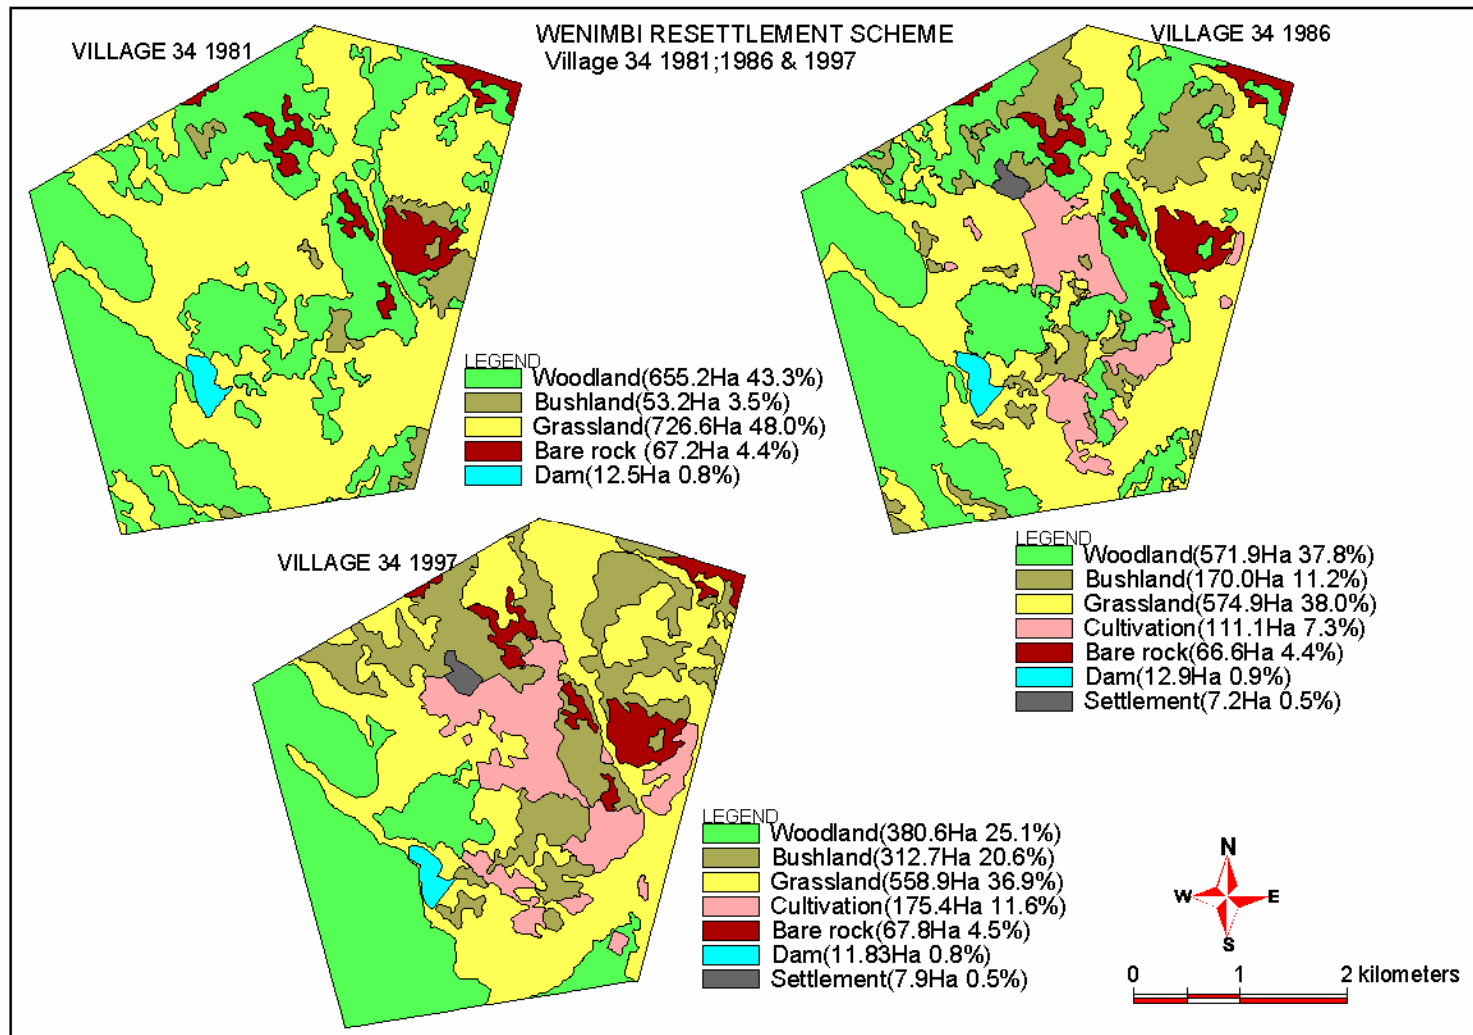 WENIMBI RESETTLEMENT SCHEME
Village 34 1981;1986 & 1997
VILLAGE 34 1981
VILLAGE 34 1986
LEGEND
Woodland(655.2Ha 43.3%)
Bushland(53.2Ha 3.5%)
Grassland(726.6Ha 48.0%)
Bare rock (67.2Ha 4.4%)
Dam(12.5Ha 0.8%)
LEGEND
Woodland(571.9Ha 37.8%)
Bushland(170.0Ha 11.2%)
Grassland(574.9Ha 38.0%)
Cultivation(111.1Ha 7.3%)
Bare rock(66.6Ha 4.4%)
Dam(12.9Ha 0.9%)
Settlement(7.2Ha 0.5%)
VILLAGE 34 1997
LEGEND
Woodland(380.6Ha 25.1%)
Bushland(312.7Ha 20.6%)
Grassland(558.9Ha 36.9%)
Cultivation(175.4Ha 11.6%)
Bare rock(67.8Ha 4.5%)
Dam(11.83Ha 0.8%)
Settlement(7.9Ha 0.5%)
N
W E
S
0 1 2 kilometers